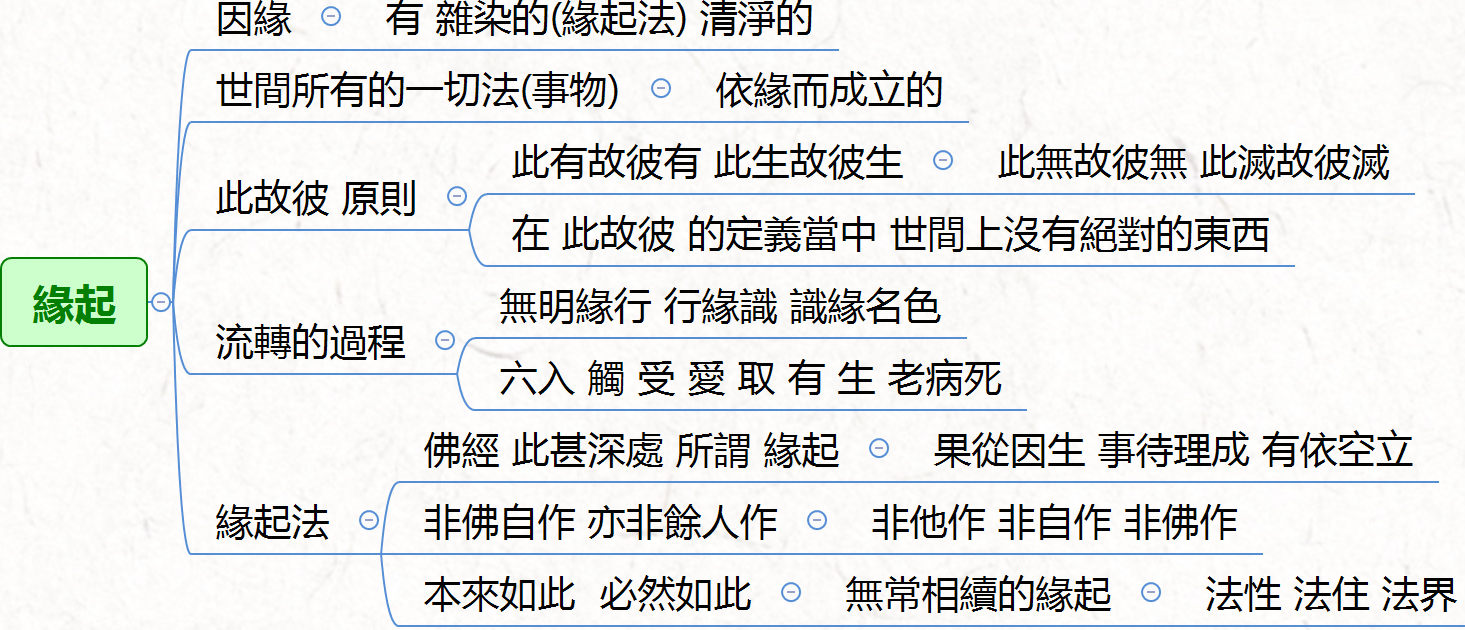 因緣 有 雜染的(緣起法) 清淨的
世間所有的一切法(事物) 依緣而成立的
此有故彼有 此生故彼生 此無故彼無 此滅故彼滅
此故彼 原則
在 此故彼 的定義當中 世間上沒有絕對的東西
緣起
無明緣行 行緣識 識緣名色
流轉的過程
六入 觸 受 愛 取 有 生 老病死
佛經 此甚深處 所謂 緣起 果從因生 事待理成 有依空立
緣起法
非佛自作 亦非餘人作 非他作 非自作 非佛作
本來如此 必然如此 無常相續的緣起 法性 法住 法界